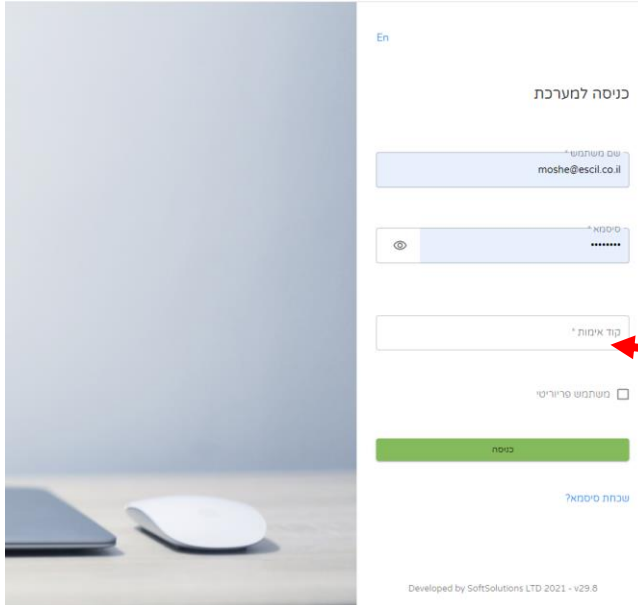 En
כניסה למערכת
שם משתמש *
moshe@escil.co.il
סיסמא *
••••••••
קוד אימות *
משתמש פריוריטי
כניסה
שכחת סיסמא?
Developed by SoftSolutions LTD 2021 - v29.8